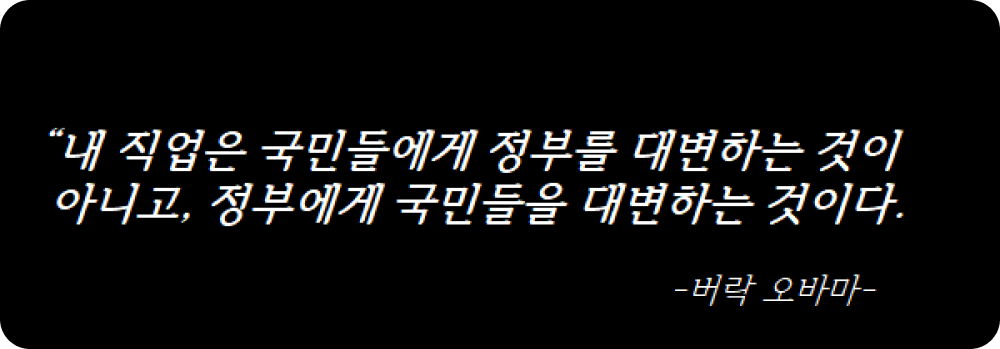 “내 직업은 국민들에게 정부를 대변하는 것이
아니고, 정부에게 국민들을 대변하는 것이다.
-버락 오바마-